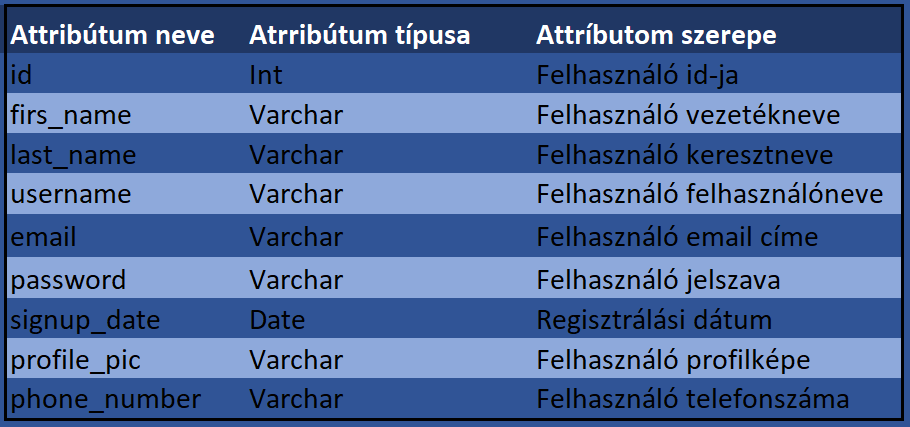 Attribútum neve Atrribútum típusa Attríbutom szerepe
id Int Felhasználó id-ja
firs_name Varchar Felhasználó vezetékneve
last_name Varchar Felhasználó keresztneve
username Varchar Felhasználó felhasználóneve
email Varchar Felhasználó email címe
password Varchar Felhasználó jelszava
signup_date Date Regisztrálási dátum
profile_pic Varchar Felhasználó profilképe
phone_number Varchar Felhasználó telefonszáma